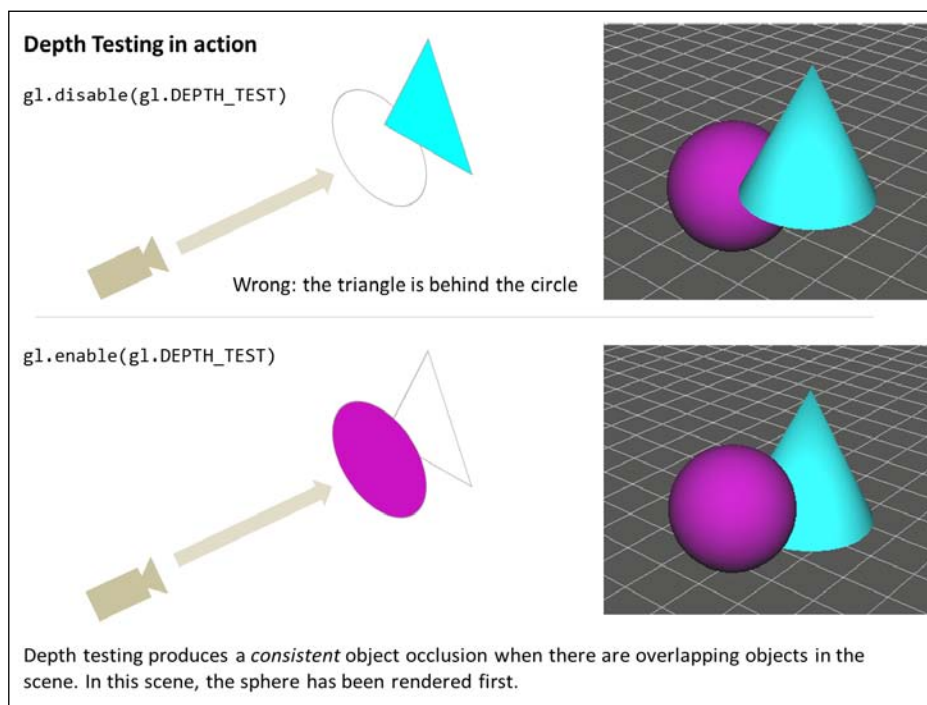 Depth Testing in action
gl.disable(gl.DEPTH_TEST)
Wrong: the triangle is behind the circle
gl.enable(gl.DEPTH_TEST)
Depth testing produces a consistent object occlusion when there are overlapping objects in the
scene. In this scene, the sphere has been rendered first.